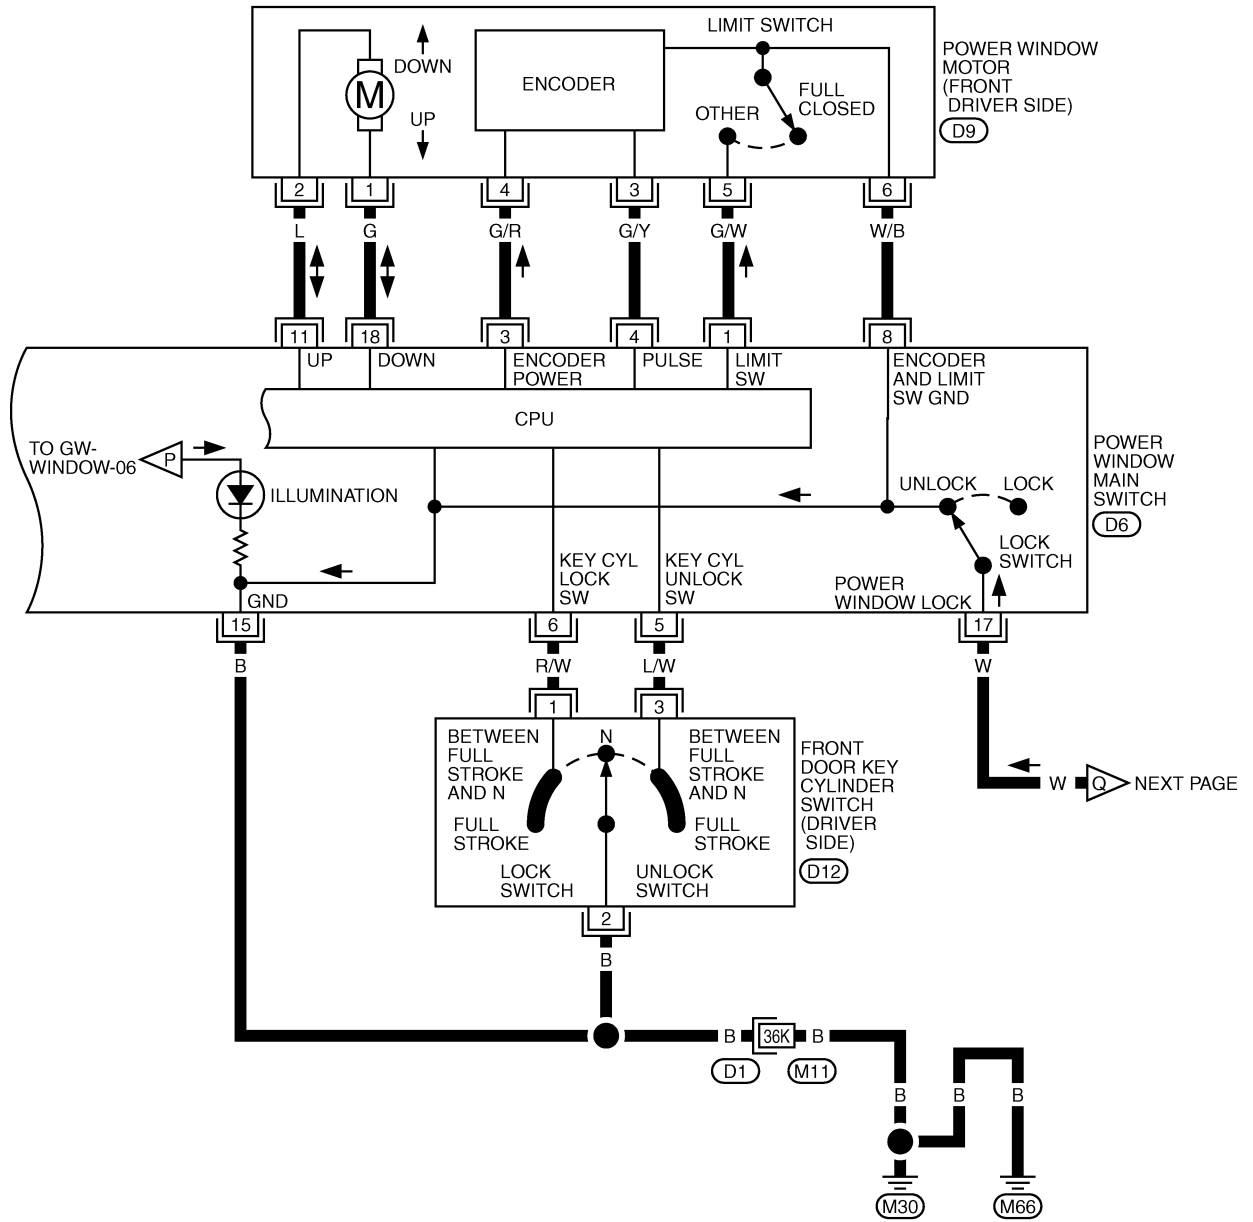 LIMIT SWITCH
POWER WINDOW
MOTOR
(FRONT
DRIVER SIDE)
D9
DOWN
M
UP
ENCODER
FULL
CLOSED
OTHER
2
1
4
3
5
6
L
G
G/R
G/Y
G/W
W/B
11
18
3
4
1
8
UP
DOWN
ENCODER
POWER
PULSE
LIMIT
SW
ENCODER
AND LIMIT
SW GND
CPU
TO GW-
WINDOW-06
P
ILLUMINATION
UNLOCK
LOCK
POWER
WINDOW
MAIN
SWITCH
D6
LOCK
SWITCH
KEY CYL
LOCK
SW
KEY CYL
UNLOCK
SW
POWER
WINDOW LOCK
GND
15
6
5
17
B
R/W
L/W
W
1
3
BETWEEN
FULL
STROKE
AND N
N
BETWEEN
FULL
STROKE
AND N
FULL
STROKE
FULL
STROKE
LOCK
SWITCH
UNLOCK
SWITCH
FRONT
DOOR KEY
CYLINDER
SWITCH
(DRIVER
SIDE)
D12
W
Q
NEXT PAGE
2
B
B
36K
B
D1
M11
B
B
B
M30
M66